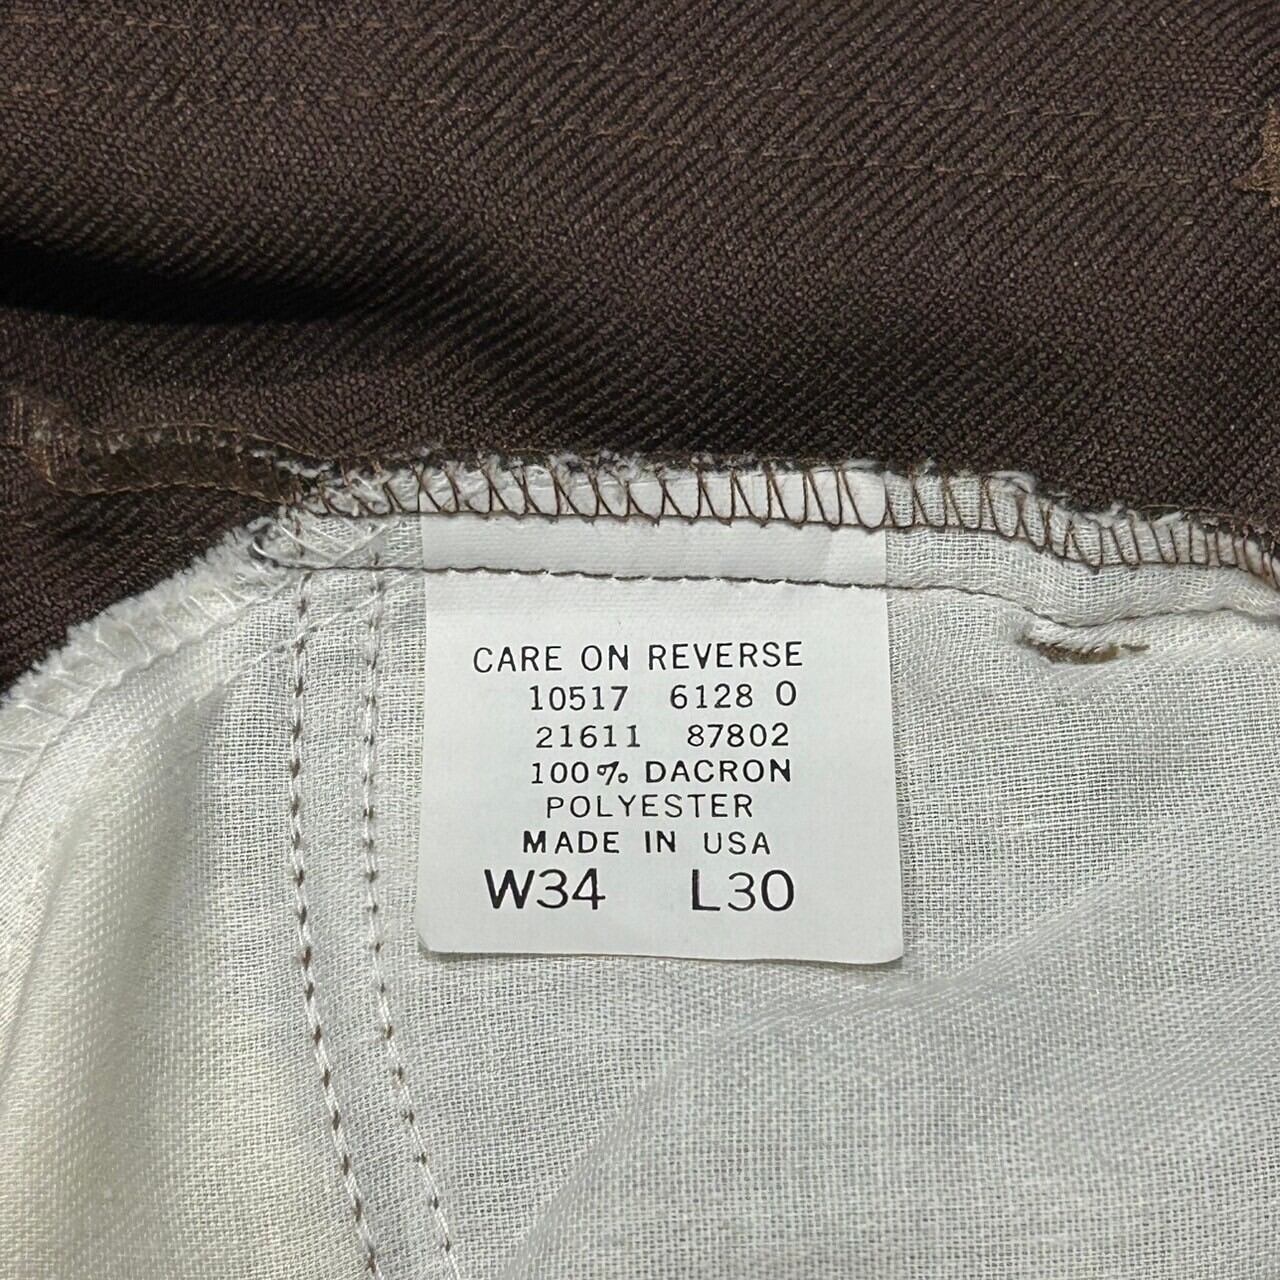 CARE ON REVERSE
10517 6128 0
21611 87802
100% DACRON
POLYESTER
MADE IN USA
W34 L30